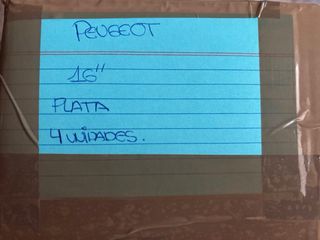 PEUGEOT
16"
PLATA
4 UNIDADES.